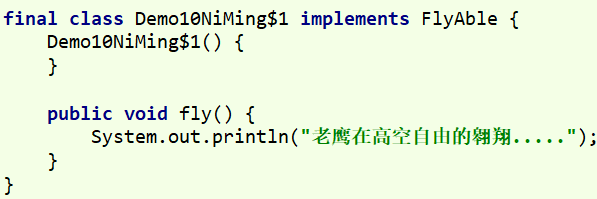 final class Demo10NiMing$1 implements FlyAble {
    Demo10NiMing$1() {
    }

    public void fly() {
        System.out.println("老鹰在高空自由的翱翔.....");
    }
}